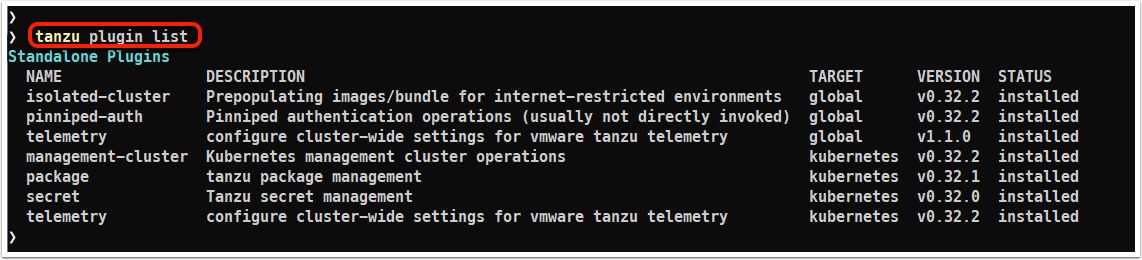 ❯
❯ tanzu plugin list
Standalone Plugins
NAME DESCRIPTION TARGET VERSION STATUS
isolated-cluster Prepopulating images/bundle for internet-restricted environments global v0.32.2 installed
pinniped-auth Pinniped authentication operations (usually not directly invoked) global v0.32.2 installed
telemetry configure cluster-wide settings for vmware tanzu telemetry global v1.1.0 installed
management-cluster Kubernetes management cluster operations kubernetes v0.32.2 installed
package tanzu package management kubernetes v0.32.1 installed
secret Tanzu secret management kubernetes v0.32.0 installed
telemetry configure cluster-wide settings for vmware tanzu telemetry kubernetes v0.32.2 installed
❯